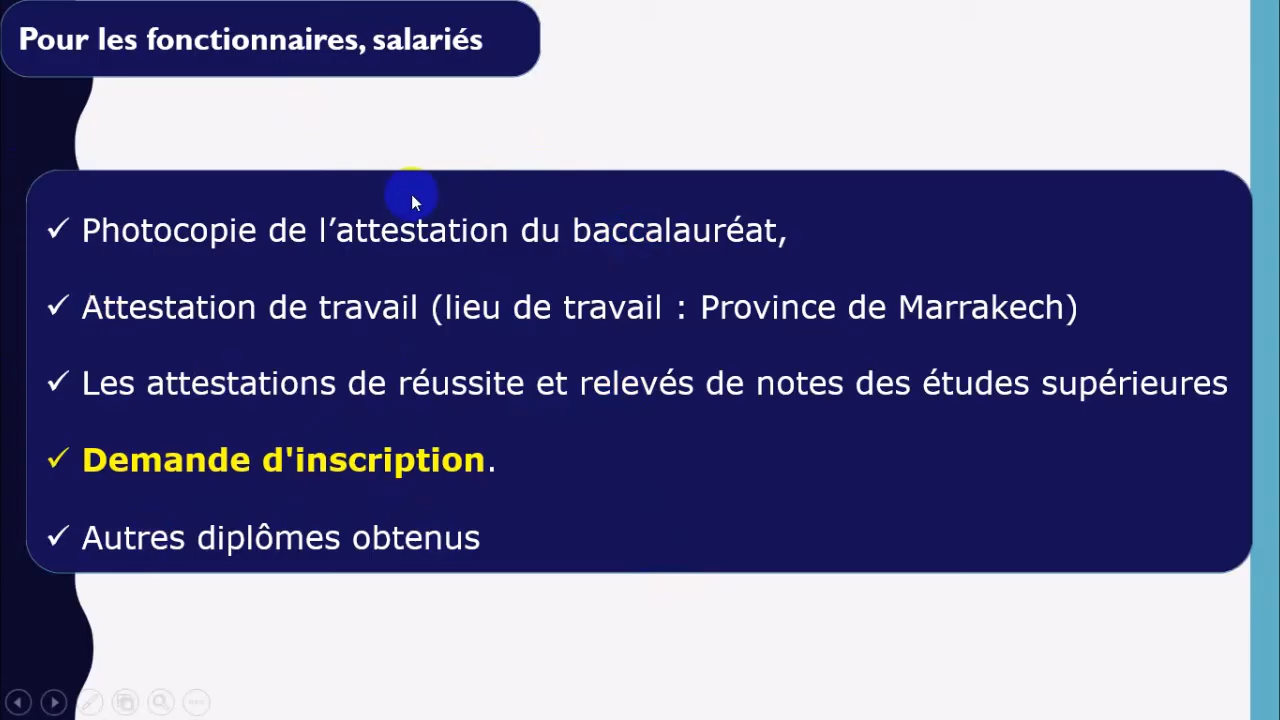 Pour les fonctionnaires, salariés
✓ Photocopie de l’attestation du baccalauréat,
✓ Attestation de travail (lieu de travail : Province de Marrakech)
✓ Les attestations de réussite et relevés de notes des études supérieures
✓ Demande d'inscription.
✓ Autres diplômes obtenus